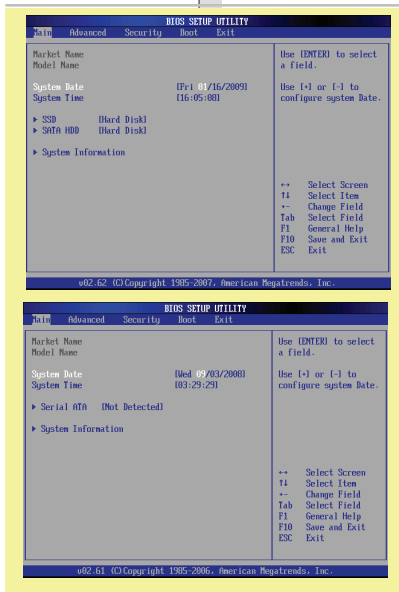 BIOS SETUP UTILITY
Main Advanced Security Boot Exit
Market Name
Model Name
System Date [Fri 01/16/2009]
System Time [16:05:08]
▶ SSD [Hard Disk]
▶ SATA HDD [Hard Disk]
▶ System Information
Use [ENTER] to select
a field.
Use [+] or [-] to
configure system Date.
←→ Select Screen
↑↓ Select Item
+- Change Field
Tab Select Field
F1 General Help
F10 Save and Exit
ESC Exit
v02.62 (C)Copyright 1985-2007, American Megatrends, Inc.
BIOS SETUP UTILITY
Main Advanced Security Boot Exit
Market Name
Model Name
System Date [Wed 09/03/2008]
System Time [03:29:29]
▶ Serial ATA [Not Detected]
▶ System Information
Use [ENTER] to select
a field.
Use [+] or [-] to
configure system Date.
←→ Select Screen
↑↓ Select Item
+- Change Field
Tab Select Field
F1 General Help
F10 Save and Exit
ESC Exit
v02.61 (C)Copyright 1985-2006, American Megatrends, Inc.